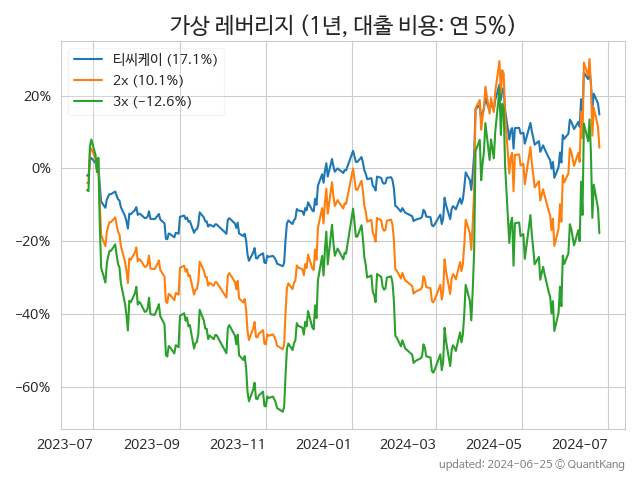 가상 레버리지 (1년, 대출 비용: 연 5%)
티씨케이 (17.1%)
2x (10.1%)
3x (−12.6%)
20%
0%
−20%
−40%
−60%
2023-07 2023-09 2023-11 2024-01 2024-03 2024-05 2024-07
updated: 2024-06-25 © QuantKang